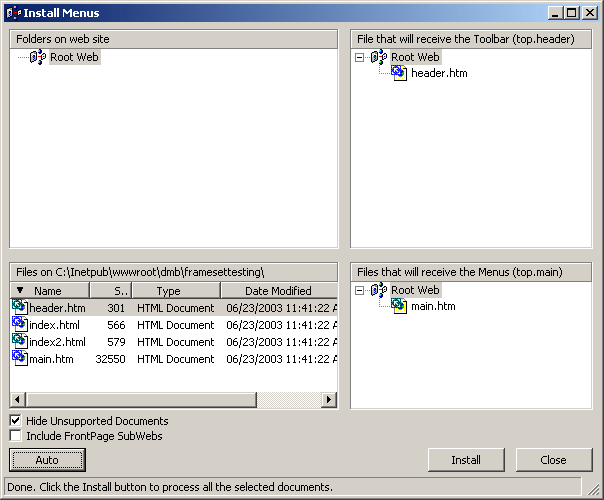 Install Menus
Folders on web site
Root Web
File that will receive the Toolbar (top.header)
Root Web
header.htm
Files on C:\Inetpub\wwwroot\dmb\framesettesting\
Name S.. Type Date Modified
header.htm 301 HTML Document 06/23/2003 11:41:22 A
index.html 566 HTML Document 06/23/2003 11:41:22 A
index2.html 579 HTML Document 06/23/2003 11:41:22 A
main.htm 32550 HTML Document 06/23/2003 11:41:22 A
Files that will receive the Menus (top.main)
Root Web
main.htm
Hide Unsupported Documents
Include FrontPage SubWebs
Auto Install Close
Done. Click the Install button to process all the selected documents.